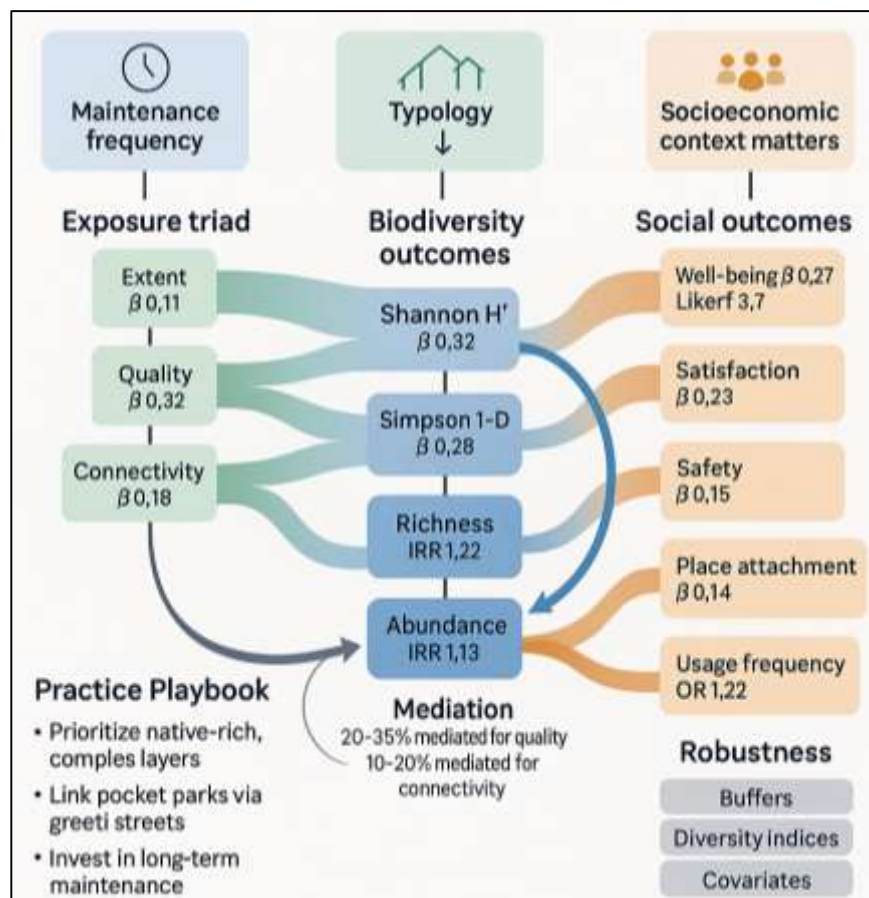 Maintenance
frequency
Typology
↓
Socioeconomic
context matters
Exposure triad
Extent
β 0,11
Quality
β 0,32
Connectivity
β 0,18
Biodiversity
outcomes
Shannon H'
β 0,32
Simpson 1-D
β 0,28
Richness
IRR 1,22
Abundance
IRR 1,13
Mediation
20-35% mediated for quality
10-20% mediated for
connectivity
Social outcomes
Well-being β 0,27
Likerf 3,7
Satisfaction
β 0,23
Safety
β 0,15
Place attachment
β 0,14
Usage frequency
OR 1,22
Practice Playbook
• Prioritize native-rich,
comples layers
• Link pocket parks via
greeti streets
• Invest in long-term
maintenance
Robustness
Buffers
Diversity indices
Covariates